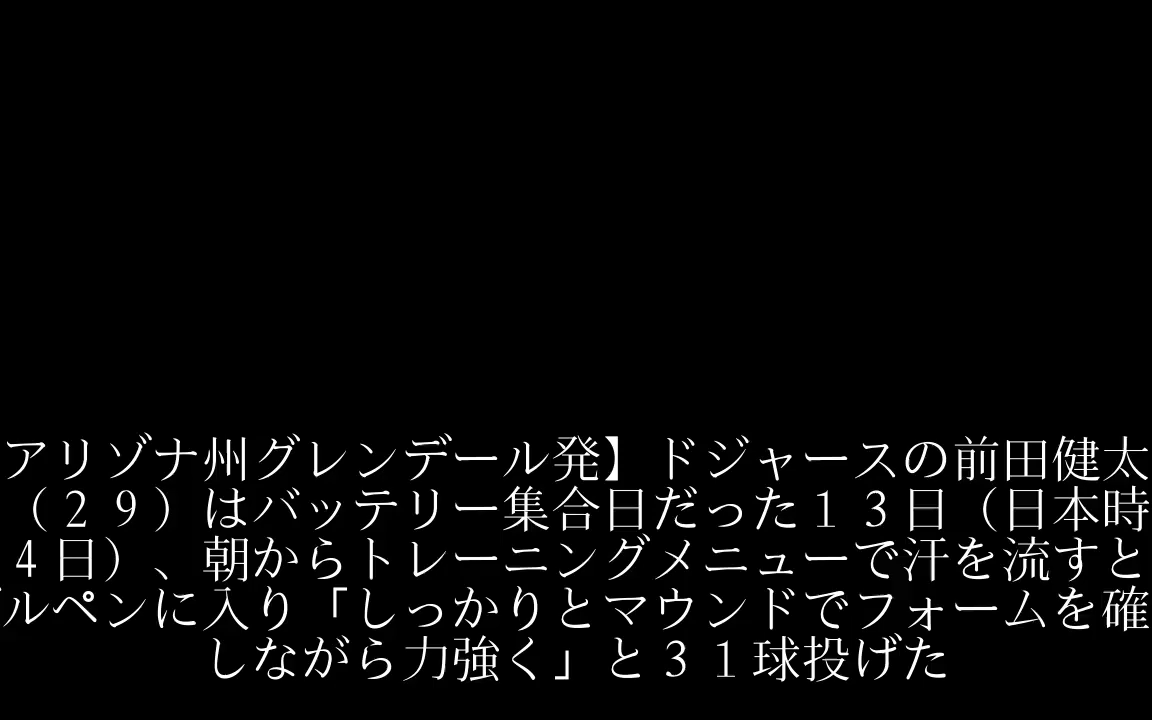 アリゾナ州グレンデール発】ドジャースの前田健太
（２９）はバッテリー集合日だった１３日（日本時
４日）、朝からトレーニングメニューで汗を流すと
ルペンに入り「しっかりとマウンドでフォームを確
しながら力強く」と３１球投げた